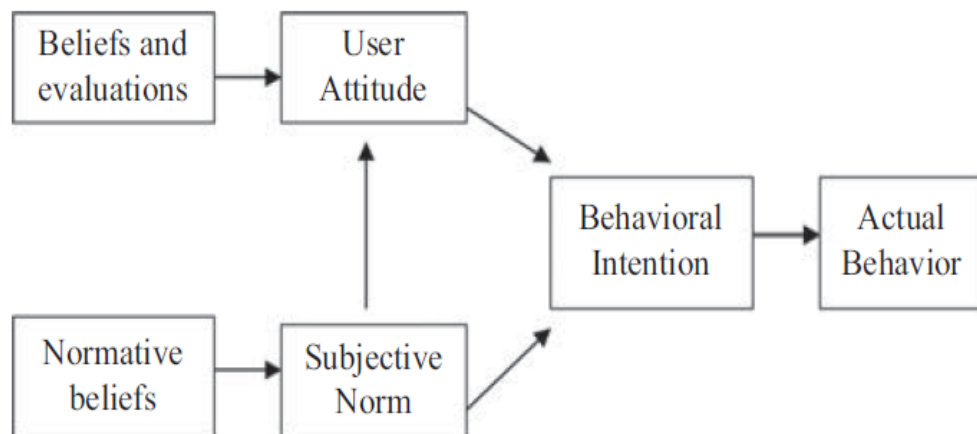 Beliefs and
evaluations
User
Attitude
Behavioral
Intention
Actual
Behavior
Normative
beliefs
Subjective
Norm